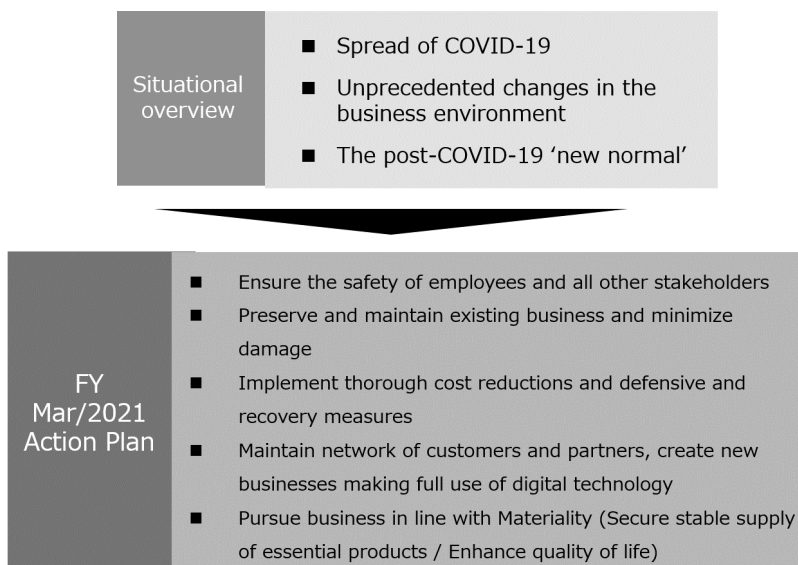 Situational
overview
■ Spread of COVID-19
■ Unprecedented changes in the
business environment
■ The post-COVID-19 ‘new normal’
FY
Mar/2021
Action Plan
■ Ensure the safety of employees and all other stakeholders
■ Preserve and maintain existing business and minimize
damage
■ Implement thorough cost reductions and defensive and
recovery measures
■ Maintain network of customers and partners, create new
businesses making full use of digital technology
■ Pursue business in line with Materiality (Secure stable supply
of essential products / Enhance quality of life)